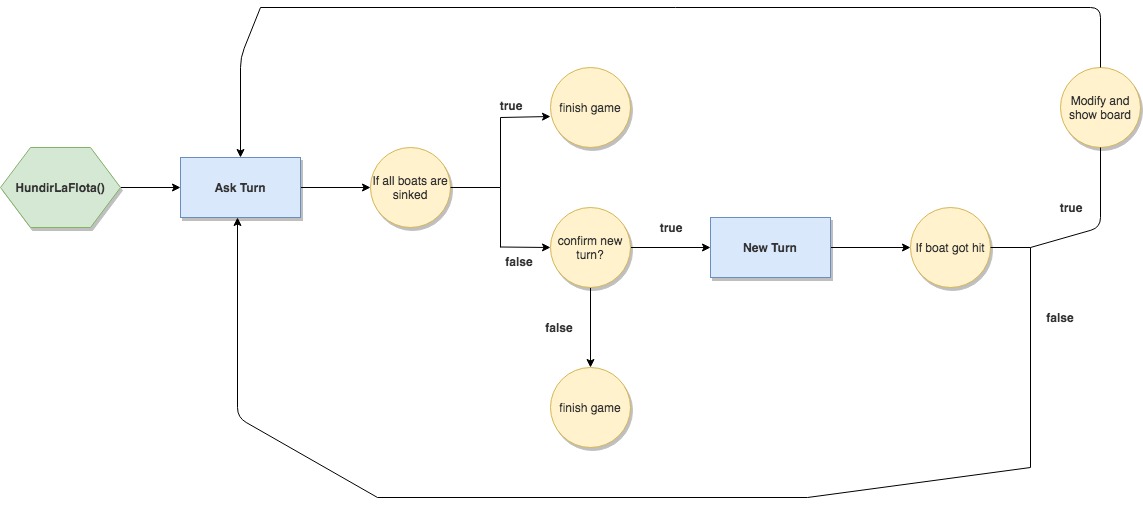 HundirLaFlota()
Ask Turn
If all boats are
sinked
true
finish game
false
confirm new
turn?
true
New Turn
If boat got hit
true
Modify and
show board
false
false
finish game